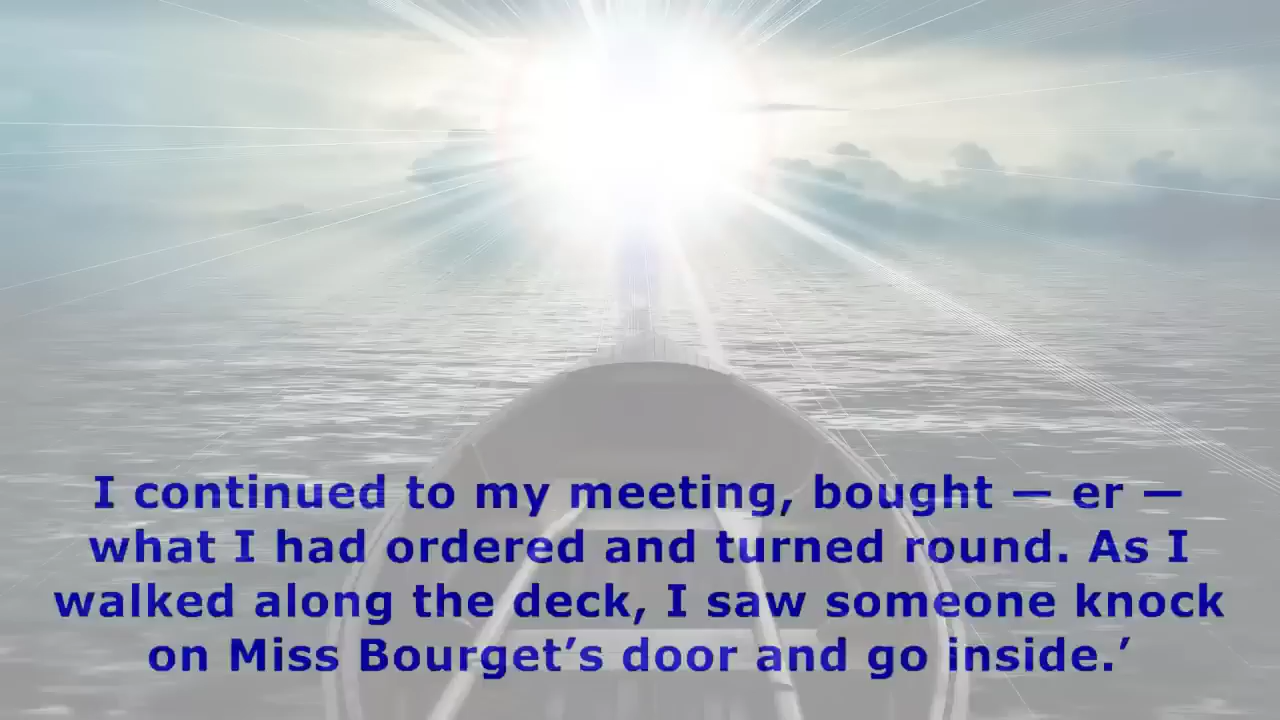 I continued to my meeting, bought — er —
what I had ordered and turned round. As I
walked along the deck, I saw someone knock
on Miss Bourget’s door and go inside.’